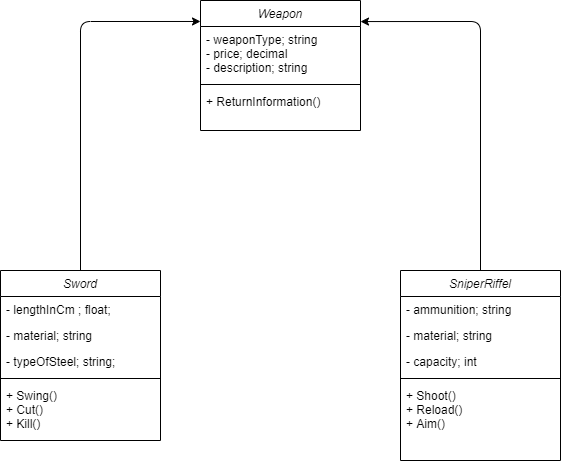 Weapon
- weaponType; string
- price; decimal
- description; string
+ ReturnInformation()
Sword
- lengthInCm ; float;
- material; string
- typeOfSteel; string;
+ Swing()
+ Cut()
+ Kill()
SniperRiffel
- ammunition; string
- material; string
- capacity; int
+ Shoot()
+ Reload()
+ Aim()